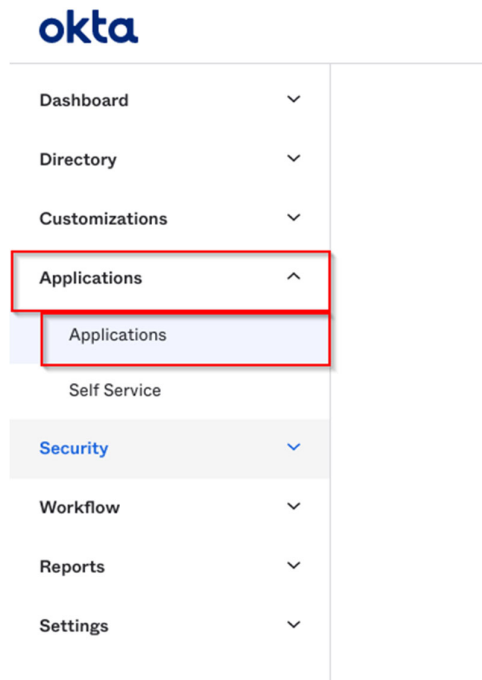 okta
Dashboard
Directory
Customizations
Applications
Applications
Self Service
Security
Workflow
Reports
Settings